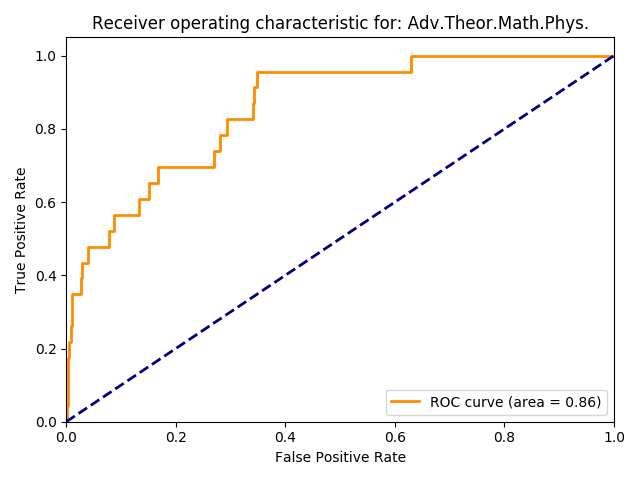 Receiver operating characteristic for: Adv.Theor.Math.Phys.
1.0
0.8
0.6
0.4
0.2
0.0
True Positive Rate
ROC curve (area = 0.86)
0.0 0.2 0.4 0.6 0.8 1.0
False Positive Rate